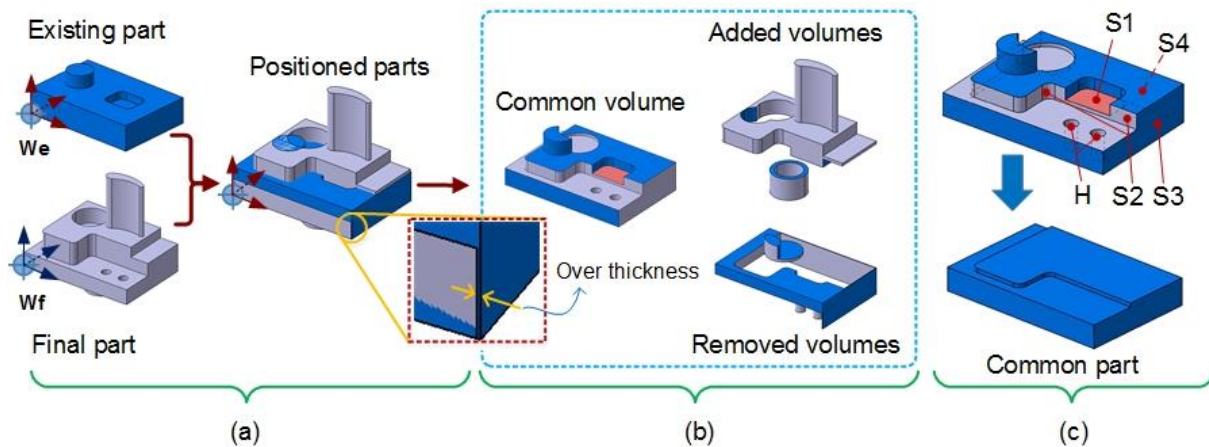 Existing part
We
Wf
Final part
Positioned parts
Common volume
Added volumes
Over thickness
Removed volumes
S1
S4
H
S2
S3
Common part
(a)
(b)
(c)